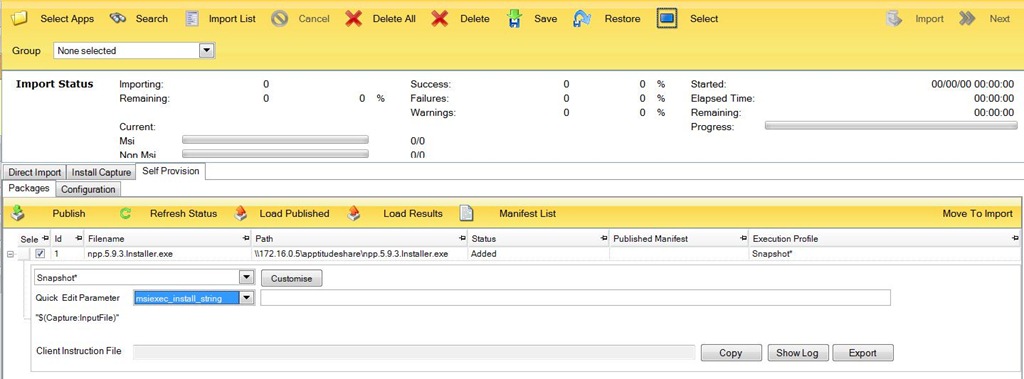 Select Apps Search Import List Cancel Delete All Delete Save Restore Select Import Next
Group None selected
Import Status Importing: 0 Success: 0 0 % Started: 00/00/00 00:00:00
Remaining: 0 0 % Failures: 0 0 % Elapsed Time: 00:00:00
Warnings: 0 0 % Remaining: 00:00:00
Current: Progress:
Msi 0/0
Non Msi 0/0
Direct Import Install Capture Self Provision
Packages Configuration
Publish Refresh Status Load Published Load Results Manifest List Move To Import
Sele Id Filename Path Status Published Manifest Execution Profile
1 npp.5.9.3.Installer.exe \\172.16.0.5\apptitudeshare\npp.5.9.3.Installer.exe Added Snapshot*
Snapshot* Customise
Quick Edit Parameter msiexec_install_string
"$(Capture:InputFile)"
Client Instruction File Copy Show Log Export